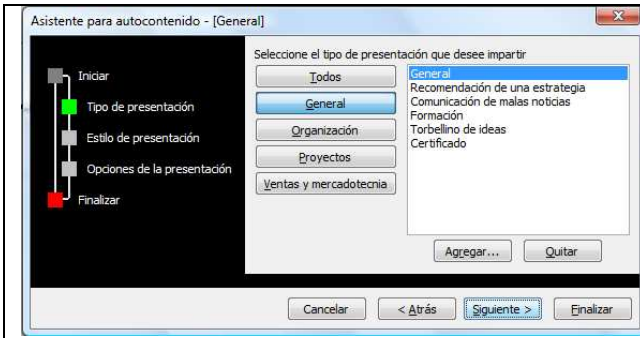 Asistente para autocontenido - [General]
Iniciar
Tipo de presentación
Estilo de presentación
Opciones de la presentación
Finalizar
Seleccione el tipo de presentación que desee impartir
Todos
General
Organización
Proyectos
Ventas y mercadotecnia
General
Recomendación de una estrategia
Comunicación de malas noticias
Formación
Torbellino de ideas
Certificado
Agregar... Quitar
Cancelar < Atrás Siguiente > Finalizar